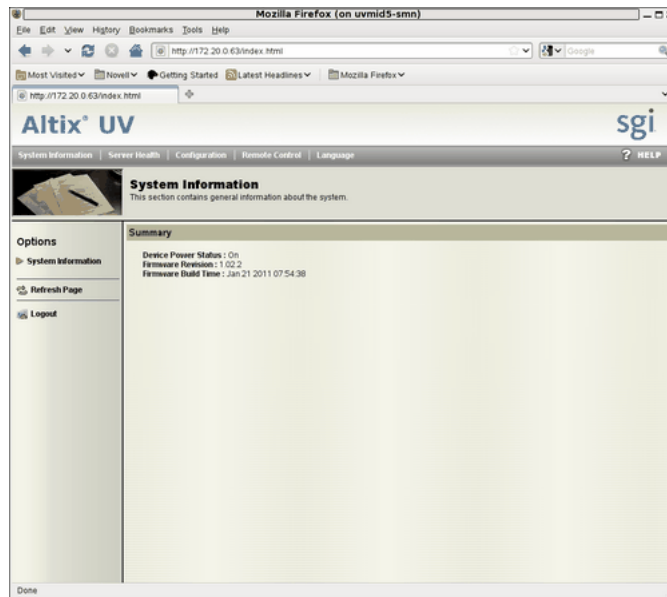 Mozilla Firefox (on uvmid5-smn)
File Edit View History Bookmarks Tools Help
http://172.20.0.63/index.html
Google
Most Visited Novell Getting Started Latest Headlines Mozilla Firefox
http://172.20.0.63/index.html
Altix® UV
sgi
System Information | Server Health | Configuration | Remote Control | Language
? HELP
System Information
This section contains general information about the system.
Options
System Information
Refresh Page
Logout
Summary
Device Power Status : On
Firmware Revision : 1.02.2
Firmware Build Time : Jan 21 2011 07:54:38
Done